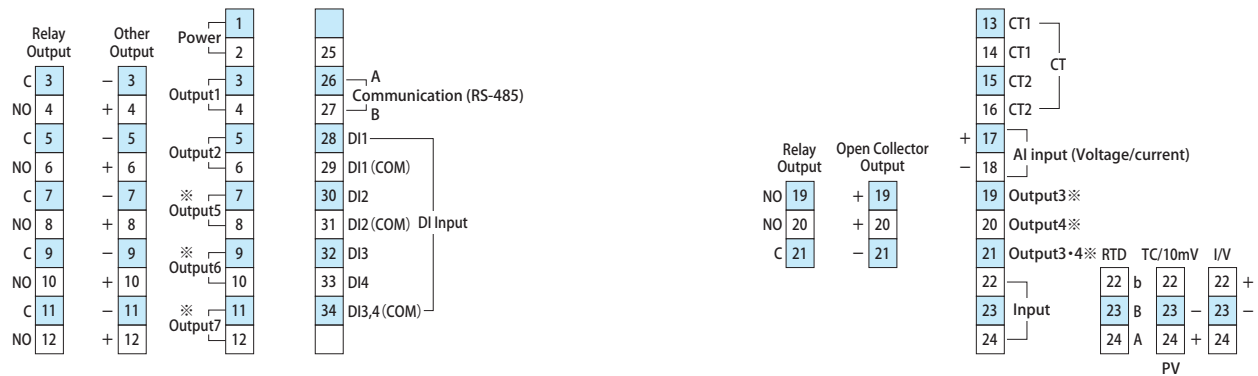 Relay Output
Other Output
Power
1
2
25
C 3
− 3
Output1
3
26 A
Communication (RS-485)
NO 4
+ 4
4
27 B
C 5
− 5
Output2
5
28 DI1
NO 6
+ 6
6
29 DI1 (COM)
C 7
− 7
※ Output5
7
30 DI2
NO 8
+ 8
8
31 DI2 (COM)
DI Input
C 9
− 9
※ Output6
9
32 DI3
NO 10
+ 10
10
33 DI4
C 11
− 11
※ Output7
11
34 DI3,4 (COM)
NO 12
+ 12
12
13 CT1
14 CT1
CT
15 CT2
16 CT2
+ 17
AI input (Voltage/current)
− 18
Relay Output
Open Collector Output
NO 19
+ 19
19 Output3※
NO 20
+ 20
20 Output4※
C 21
− 21
21 Output3・4※
RTD
TC/10mV
I/V
22
Input
22 b
22
22 +
23
23 B
23 −
23 −
24
24 A
24 +
24
PV